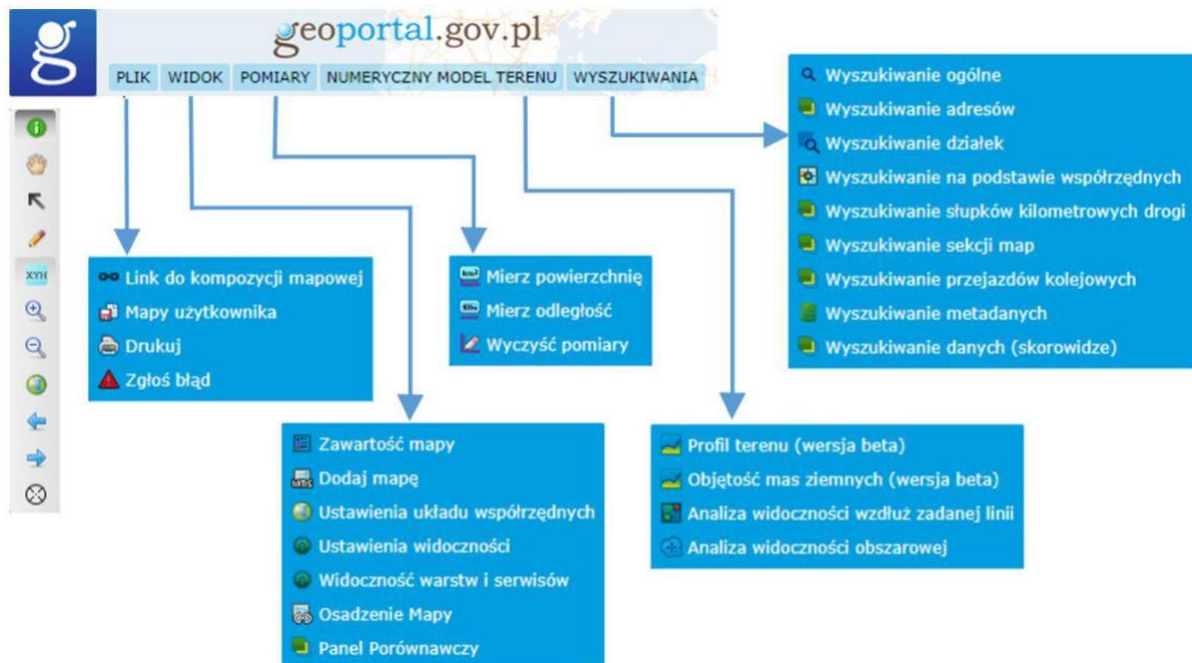 geoportal.gov.pl
PLIK WIDOK POMIARY NUMERYCZNY MODEL TERENU WYSZUKIWANIA
XYH
Link do kompozycji mapowej
Mapy użytkownika
Drukuj
Zgłoś błąd
Zawartość mapy
Dodaj mapę
Ustawienia układu współrzędnych
Ustawienia widoczności
Widoczność warstw i serwisów
Osadzenie Mapy
Panel Porównawczy
Mierz powierzchnię
Mierz odległość
Wyczyść pomiary
Profil terenu (wersja beta)
Objętość mas ziemnych (wersja beta)
Analiza widoczności wzdłuż zadanej linii
Analiza widoczności obszarowej
Wyszukiwanie ogólne
Wyszukiwanie adresów
Wyszukiwanie działek
Wyszukiwanie na podstawie współrzędnych
Wyszukiwanie słupków kilometrowych drogi
Wyszukiwanie sekcji map
Wyszukiwanie przejazdów kolejowych
Wyszukiwanie metadanych
Wyszukiwanie danych (skorowidze)